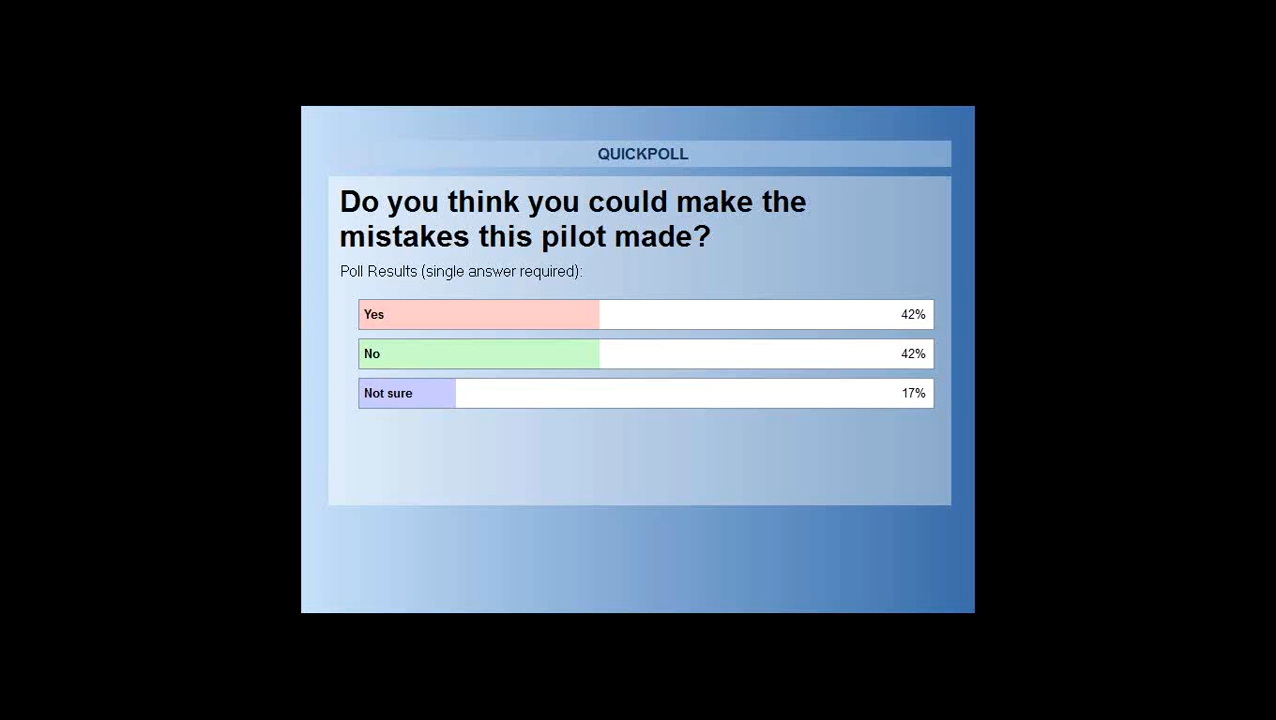 QUICKPOLL
Do you think you could make the
mistakes this pilot made?
Poll Results (single answer required):
Yes 42%
No 42%
Not sure 17%